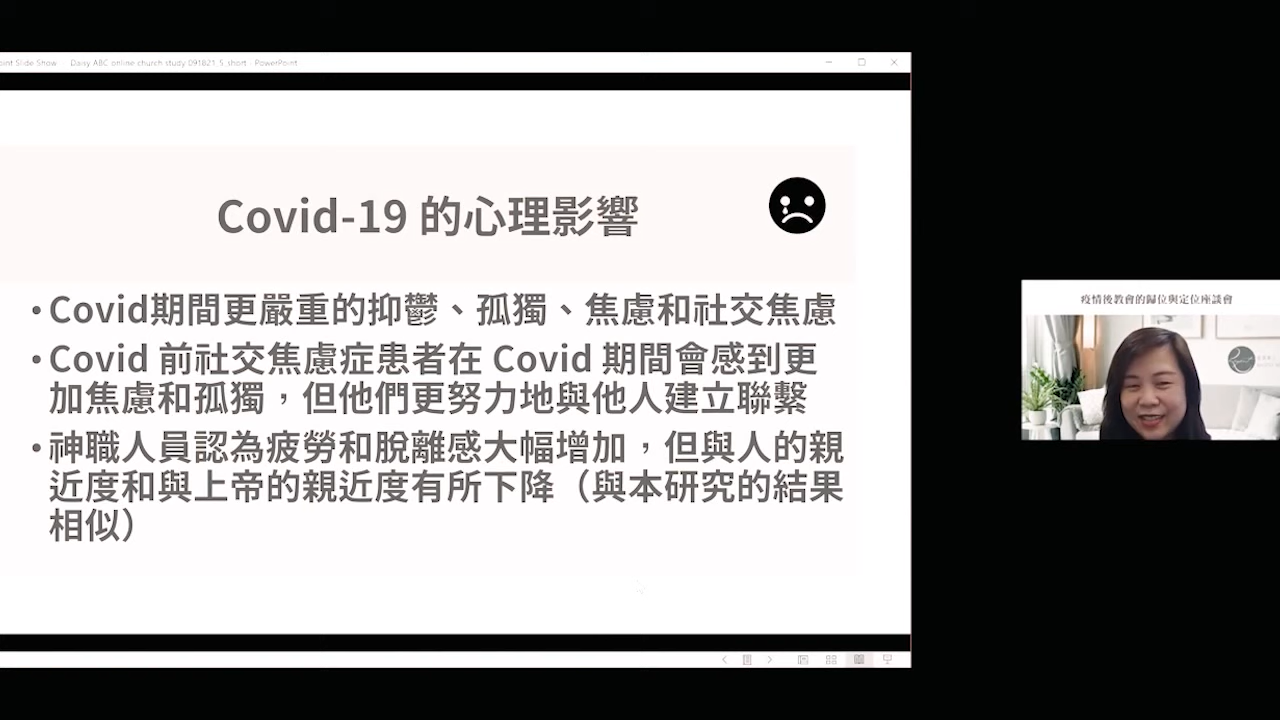 oint Slide Show - Daisy ABC online church study 091821_5_short - PowerPoint
Covid-19 的心理影響
•Covid期間更嚴重的抑鬱、孤獨、焦慮和社交焦慮
•Covid 前社交焦慮症患者在 Covid 期間會感到更
加焦慮和孤獨，但他們更努力地與他人建立聯繫
•神職人員認為疲勞和脫離感大幅增加，但與人的親
近度和與上帝的親近度有所下降（與本研究的結果
相似）
疫情後教會的歸位與定位座談會